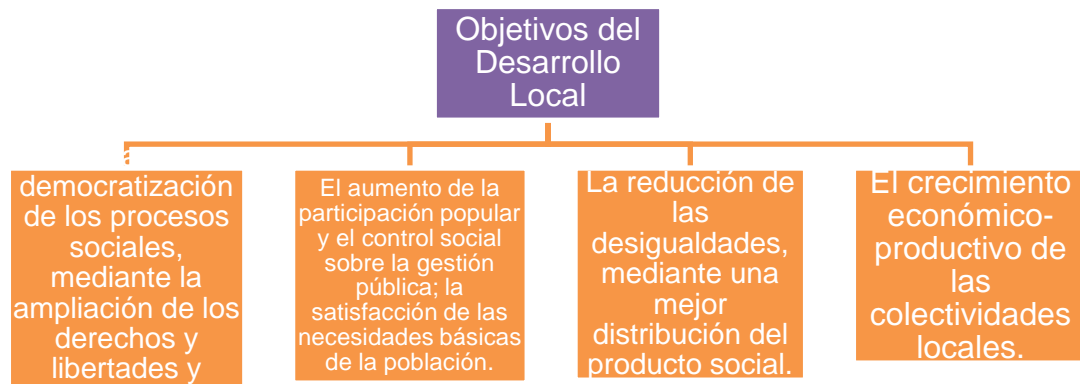 Objetivos del
Desarrollo
Local
democratización
de los procesos
sociales,
mediante la
ampliación de los
derechos y
libertades y
El aumento de la
participación popular
y el control social
sobre la gestión
pública; la
satisfacción de las
necesidades básicas
de la población.
La reducción de
las
desigualdades,
mediante una
mejor
distribución del
producto social.
El crecimiento
económico-
productivo de
las
colectividades
locales.